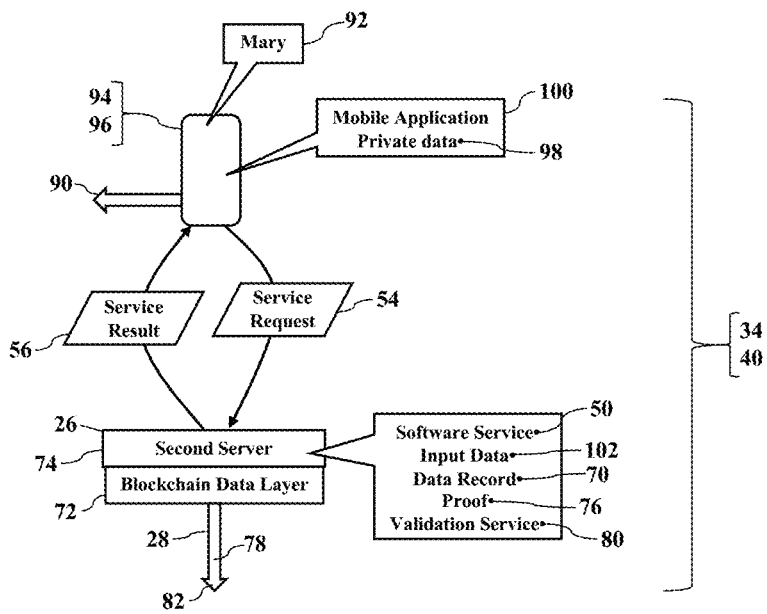 92
Mary
94
96
100
Mobile Application
Private data
98
90
Service
Result
56
Service
Request
54
34
40
26
74
Second Server
72
Blockchain Data Layer
50
Software Service
Input Data
102
Data Record
70
Proof
76
Validation Service
80
28
78
82